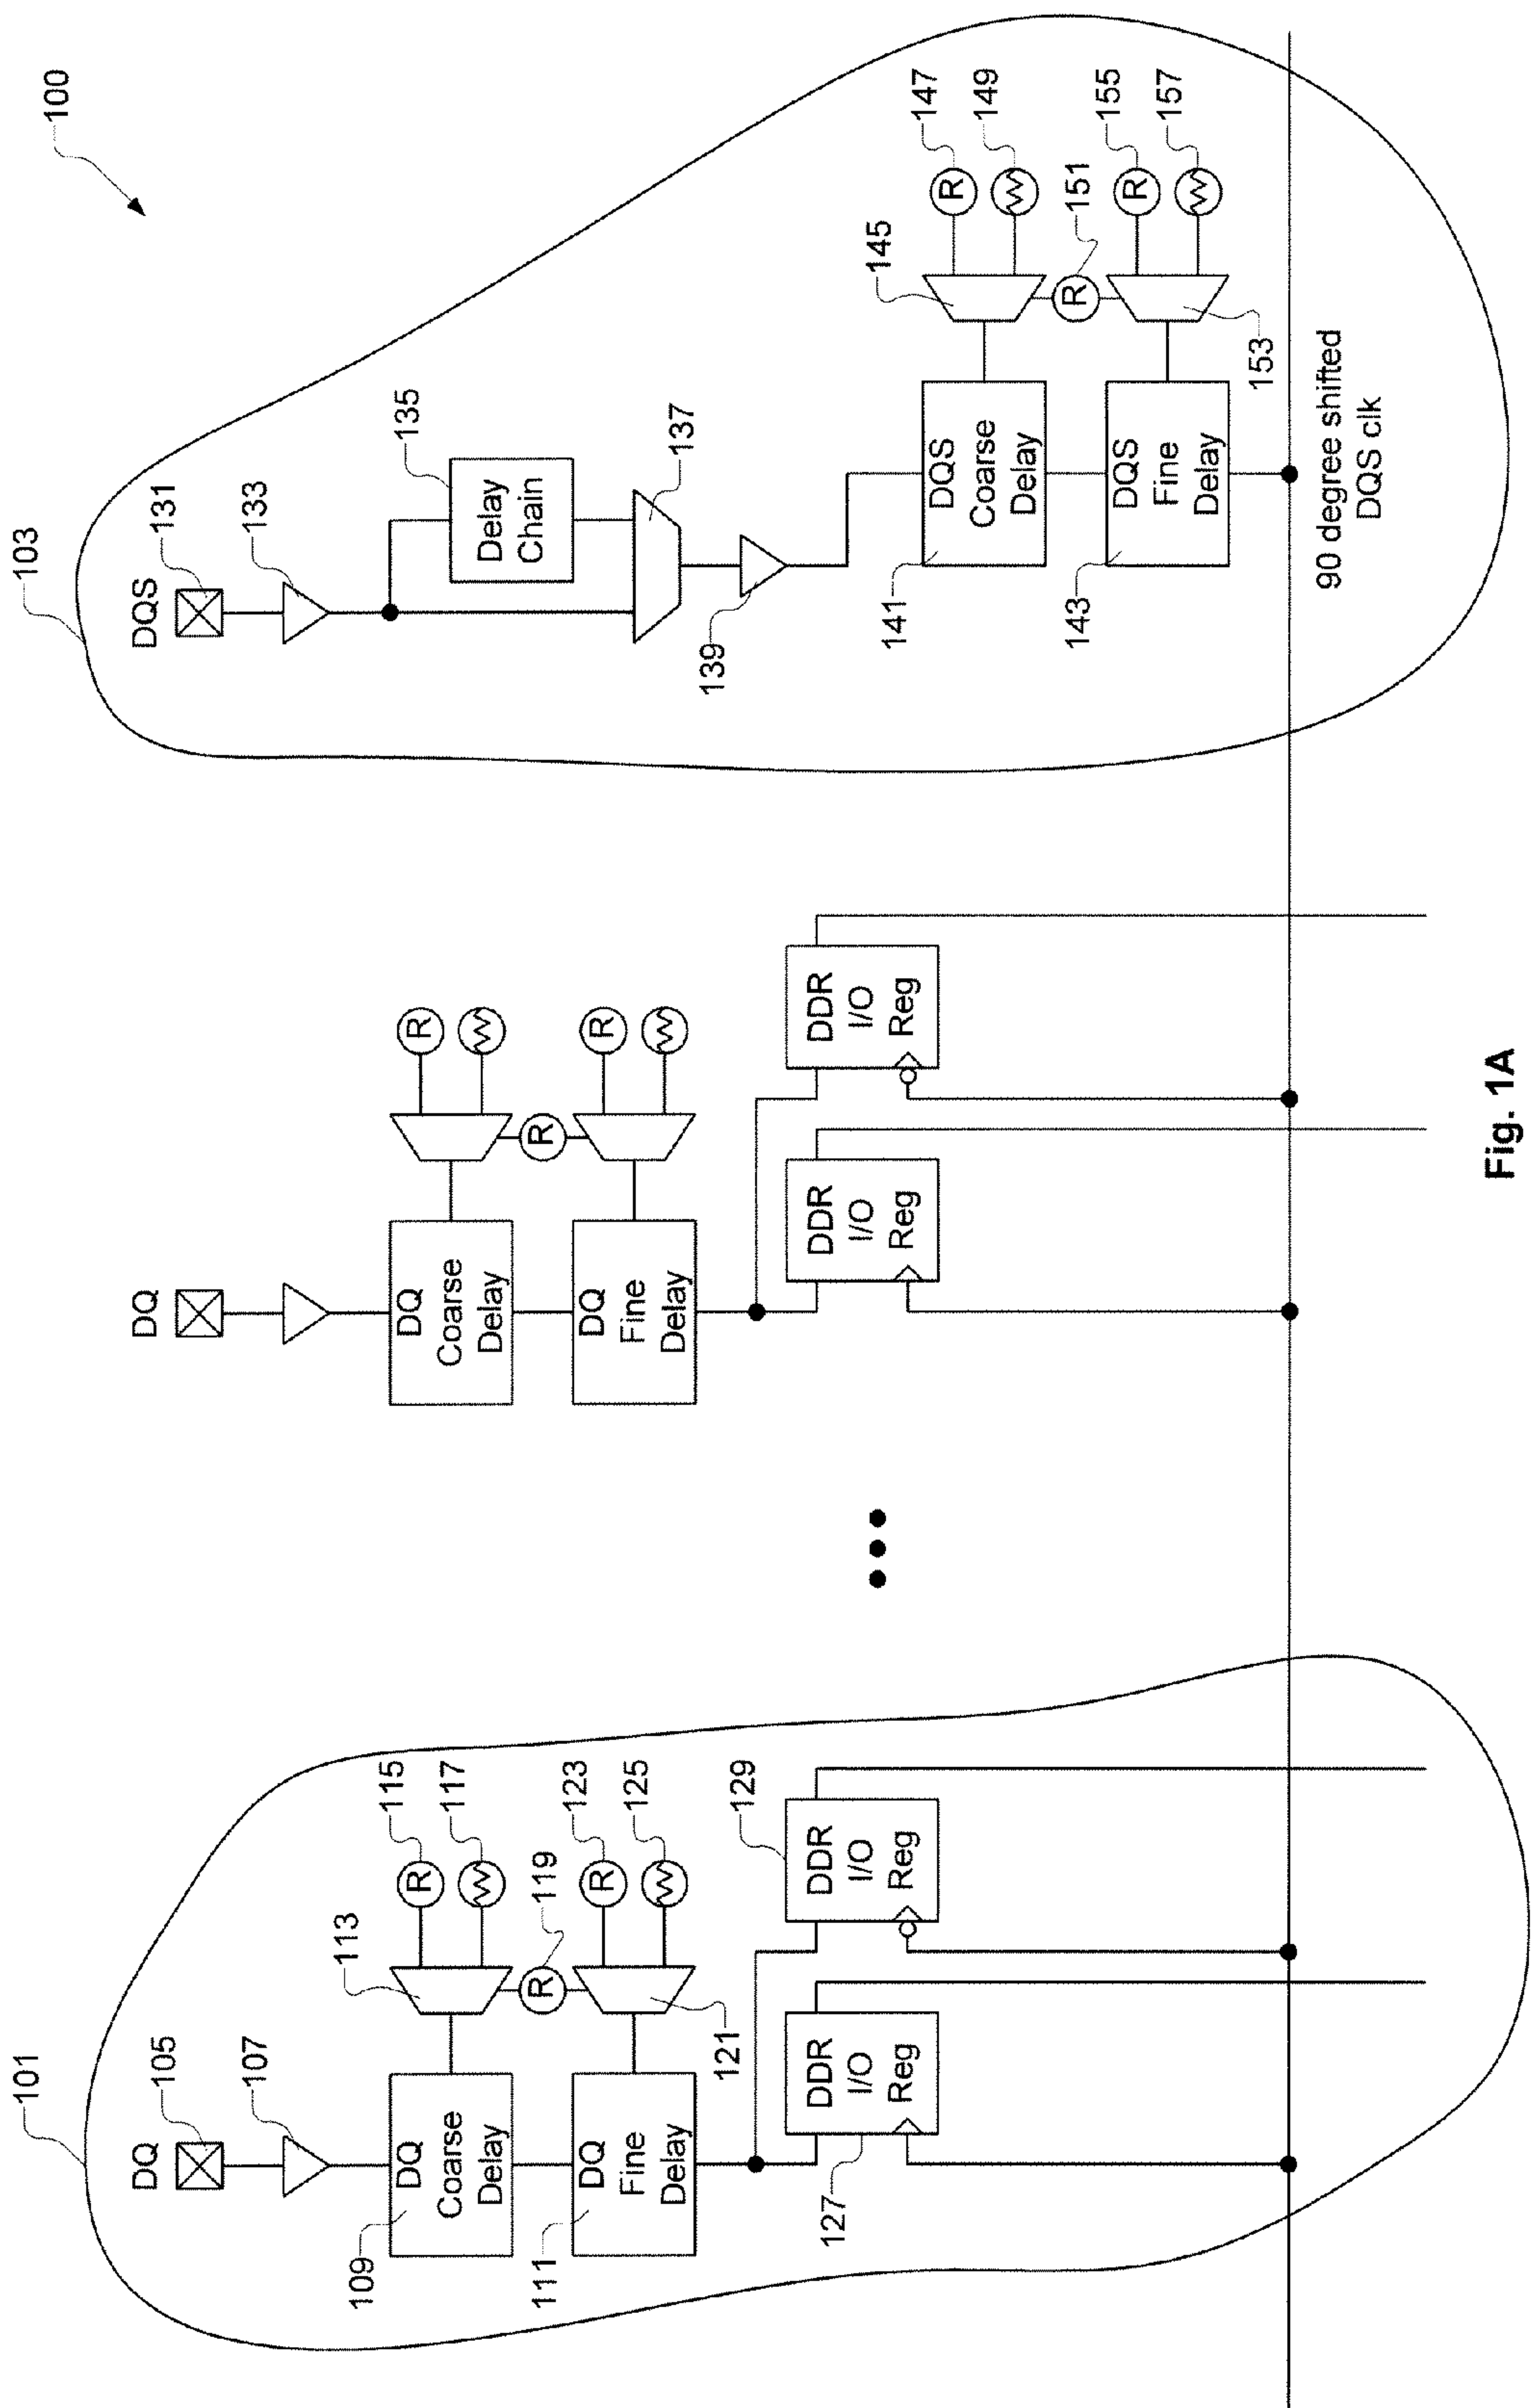 100
101
103
DQ
105
107
109
DQ
Coarse
Delay
113
R
115
117
R
119
111
DQ
Fine
Delay
121
R
123
125
127
DDR
I/O
Reg
129
DDR
I/O
Reg
DQ
DQ
Coarse
Delay
R
R
DQ
Fine
Delay
R
DDR
I/O
Reg
DDR
I/O
Reg
DQS
131
133
135
Delay
Chain
137
139
141
DQS
Coarse
Delay
145
R
147
149
R
151
143
DQS
Fine
Delay
153
R
155
157
90 degree shifted
DQS clk
Fig. 1A